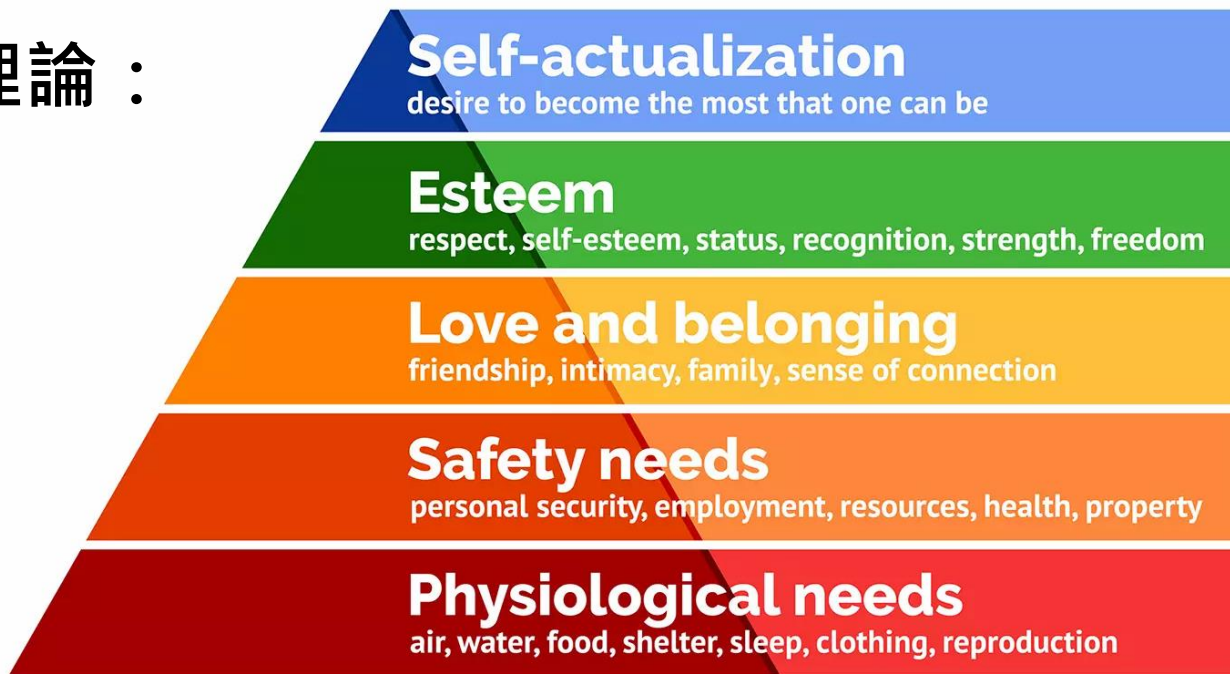 理論：
Self-actualization
desire to become the most that one can be
Esteem
respect, self-esteem, status, recognition, strength, freedom
Love and belonging
friendship, intimacy, family, sense of connection
Safety needs
personal security, employment, resources, health, property
Physiological needs
air, water, food, shelter, sleep, clothing, reproduction